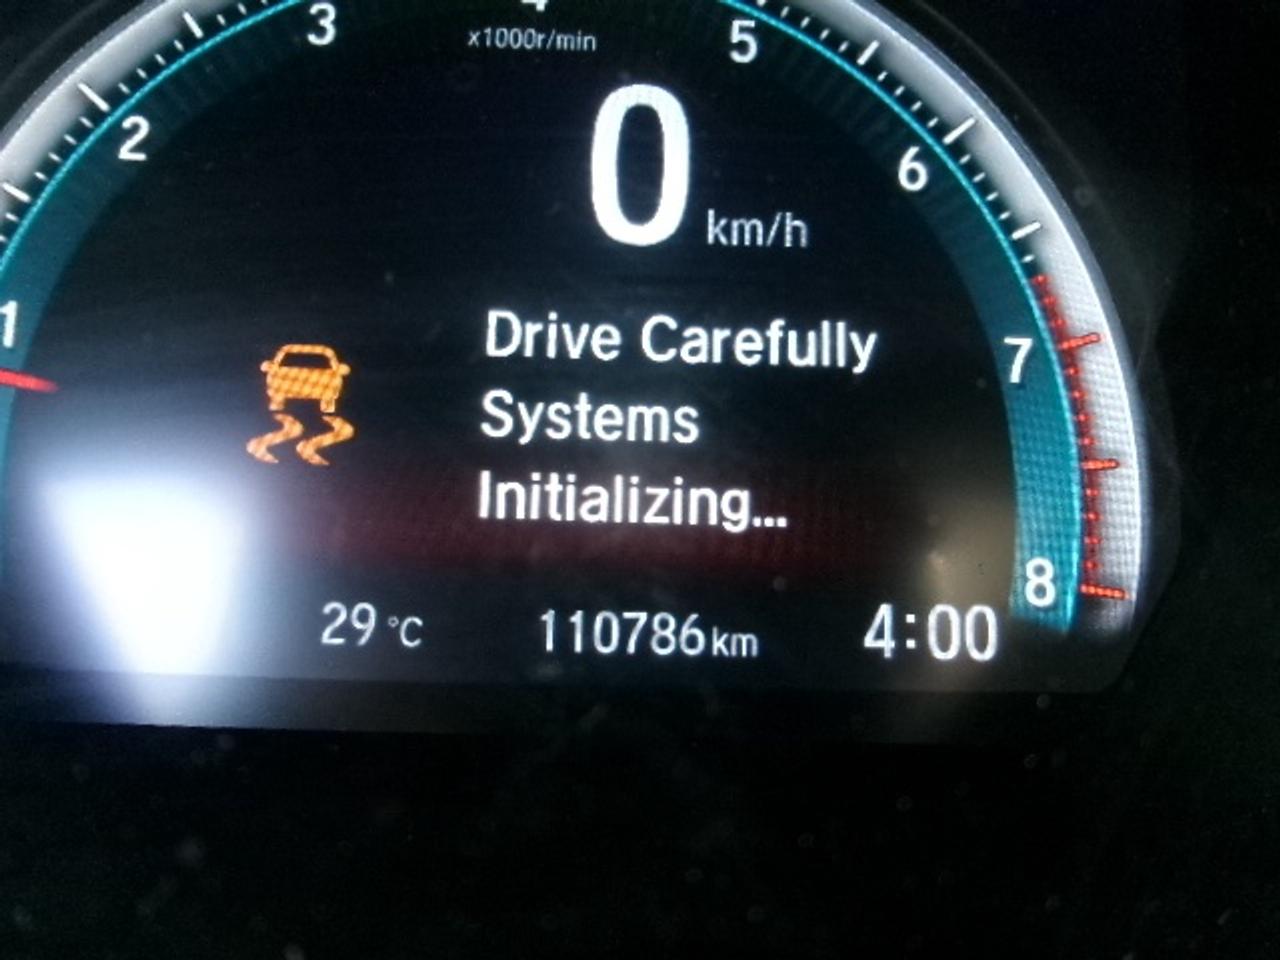 3 4 5
x1000r/min
2 6
0 km/h
1 7
Drive Carefully
Systems
Initializing...
8
29 °C 110786 km 4:00